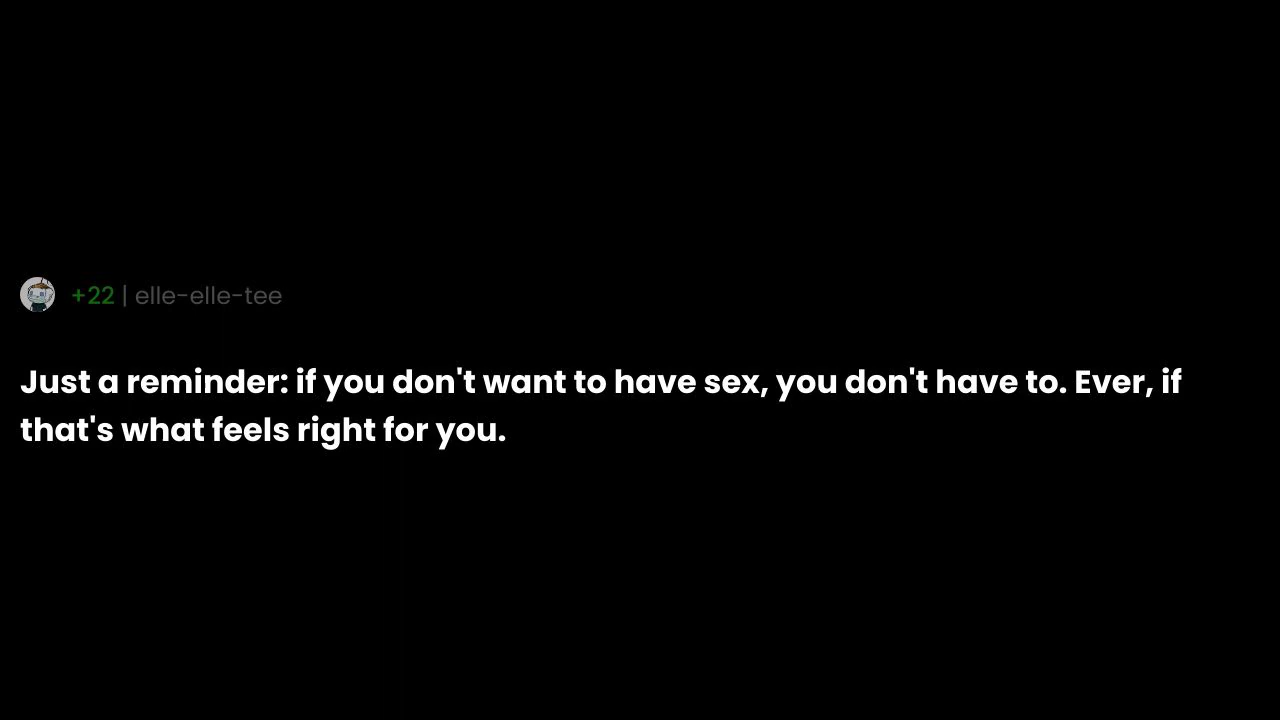 +22 | elle-elle-tee
Just a reminder: if you don't want to have sex, you don't have to. Ever, if
that's what feels right for you.